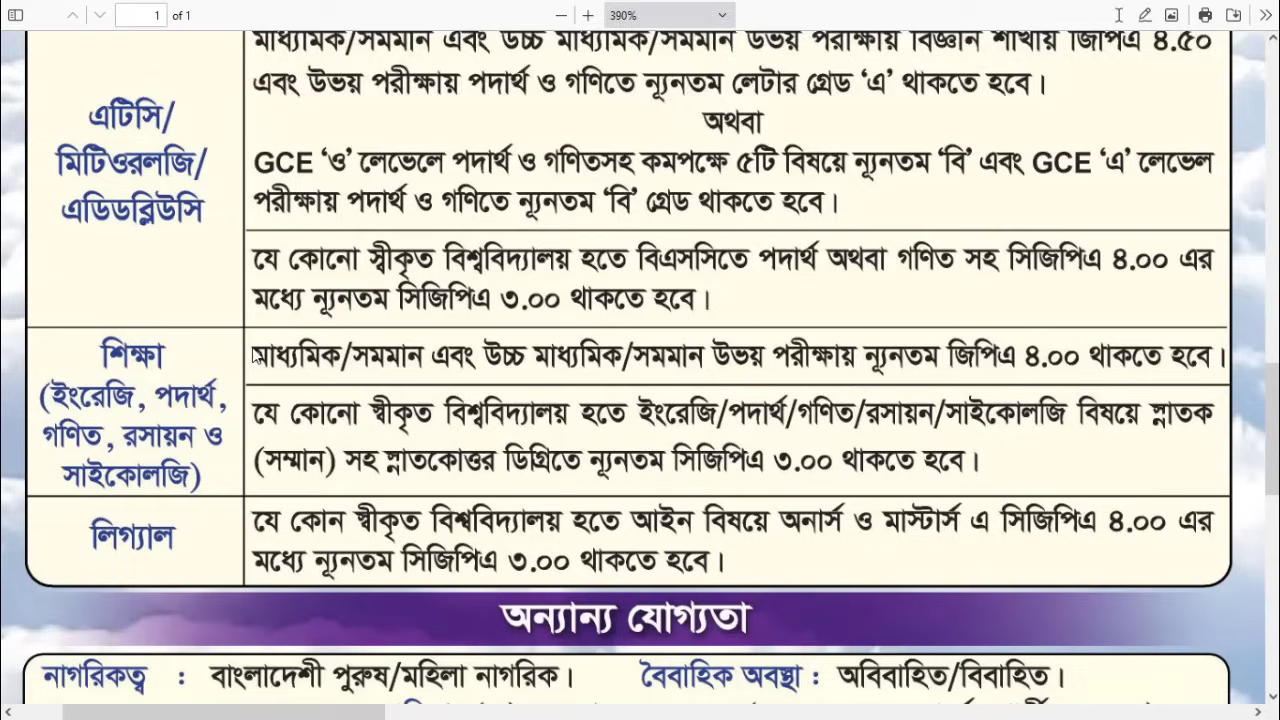 1 of 1
390%
মাধ্যমিক/সমমান এবং উচ্চ মাধ্যমিক/সমমান উভয় পরীক্ষায় বিজ্ঞান শাখায় জিপিএ ৪.৫০
এবং উভয় পরীক্ষায় পদার্থ ও গণিতে ন্যূনতম লেটার গ্রেড ‘এ’ থাকতে হবে।
এটিসি/
মিটিওরলজি/
এডিডব্লিউসি
অথবা
GCE ‘ও’ লেভেলে পদার্থ ও গণিতসহ কমপক্ষে ৫টি বিষয়ে ন্যূনতম ‘বি’ এবং GCE ‘এ’ লেভেল
পরীক্ষায় পদার্থ ও গণিতে ন্যূনতম ‘বি’ গ্রেড থাকতে হবে।
যে কোনো স্বীকৃত বিশ্ববিদ্যালয় হতে বিএসসিতে পদার্থ অথবা গণিত সহ সিজিপিএ ৪.০০ এর
মধ্যে ন্যূনতম সিজিপিএ ৩.০০ থাকতে হবে।
শিক্ষা
(ইংরেজি, পদার্থ,
গণিত, রসায়ন ও
সাইকোলজি)
মাধ্যমিক/সমমান এবং উচ্চ মাধ্যমিক/সমমান উভয় পরীক্ষায় ন্যূনতম জিপিএ ৪.০০ থাকতে হবে।
যে কোনো স্বীকৃত বিশ্ববিদ্যালয় হতে ইংরেজি/পদার্থ/গণিত/রসায়ন/সাইকোলজি বিষয়ে স্নাতক
(সম্মান) সহ স্নাতকোত্তর ডিগ্রিতে ন্যূনতম সিজিপিএ ৩.০০ থাকতে হবে।
লিগ্যাল
যে কোন স্বীকৃত বিশ্ববিদ্যালয় হতে আইন বিষয়ে অনার্স ও মাস্টার্স এ সিজিপিএ ৪.০০ এর
মধ্যে ন্যূনতম সিজিপিএ ৩.০০ থাকতে হবে।
অন্যান্য যোগ্যতা
নাগরিকত্ব : বাংলাদেশী পুরুষ/মহিলা নাগরিক। বৈবাহিক অবস্থা : অবিবাহিত/বিবাহিত।